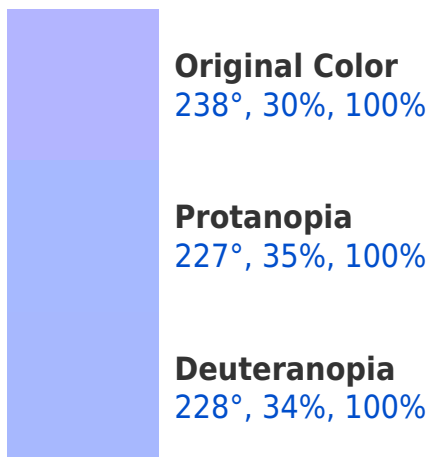 Original Color
238°, 30%, 100%
Protanopia
227°, 35%, 100%
Deuteranopia
228°, 34%, 100%